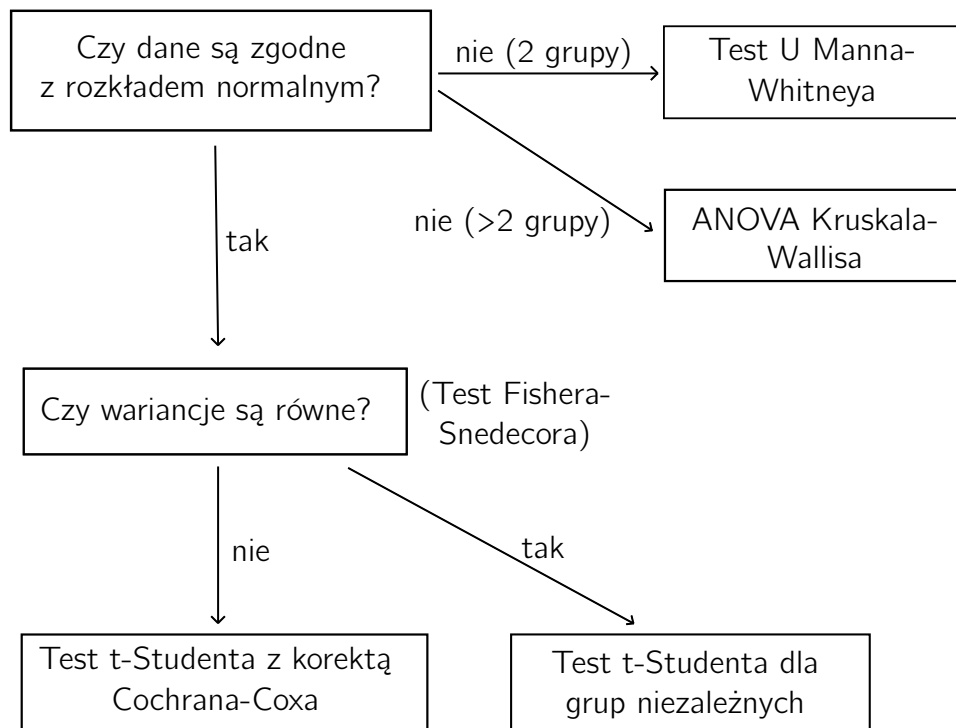 Czy dane są zgodne
z rozkładem normalnym?
nie (2 grupy)
Test U Manna-
Whitneya
nie (>2 grupy)
ANOVA Kruskala-
Wallisa
tak
Czy wariancje są równe?
(Test Fishera-
Snedecora)
nie
tak
Test t-Studenta z korektą
Cochrana-Coxa
Test t-Studenta dla
grup niezależnych